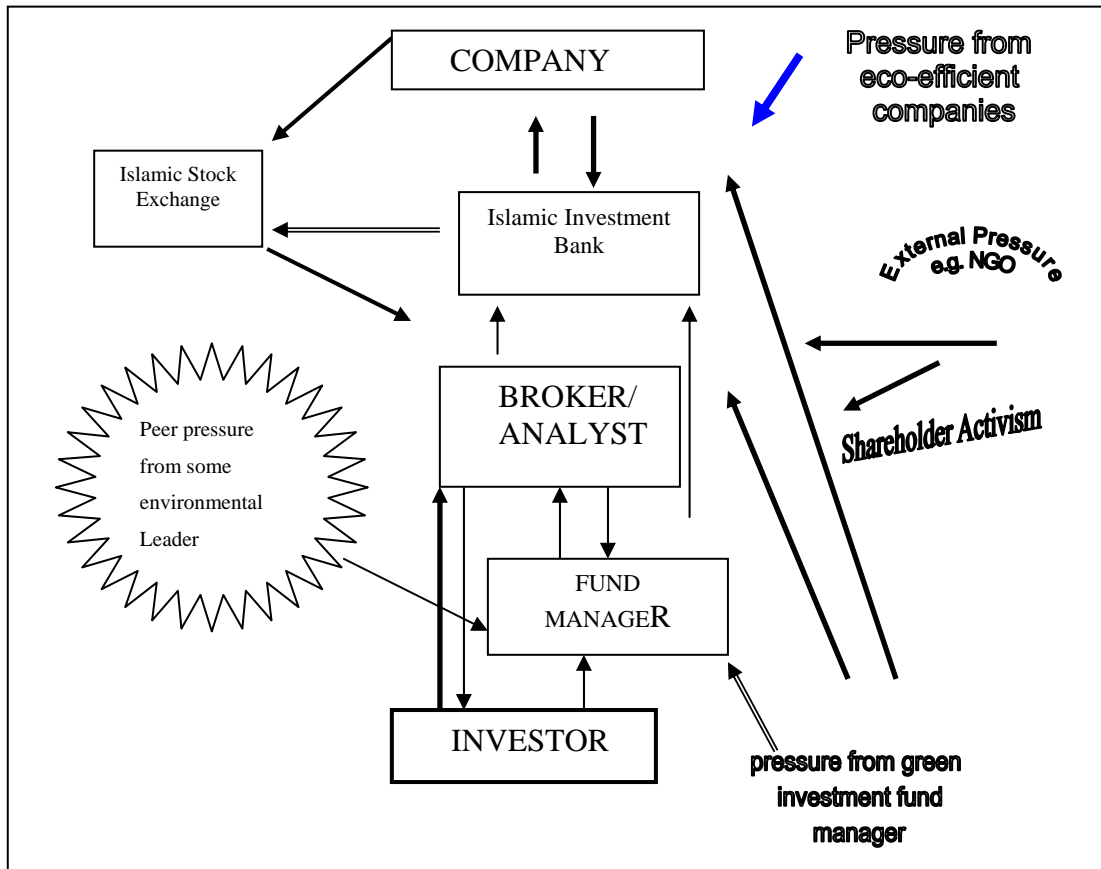 COMPANY
Pressure from
eco-efficient
companies
Islamic Stock
Exchange
Islamic Investment
Bank
External Pressure
e.g. NGO
BROKER/
ANALYST
Shareholder Activism
Peer pressure
from some
environmental
Leader
FUND
MANAGER
INVESTOR
pressure from green
investment fund
manager